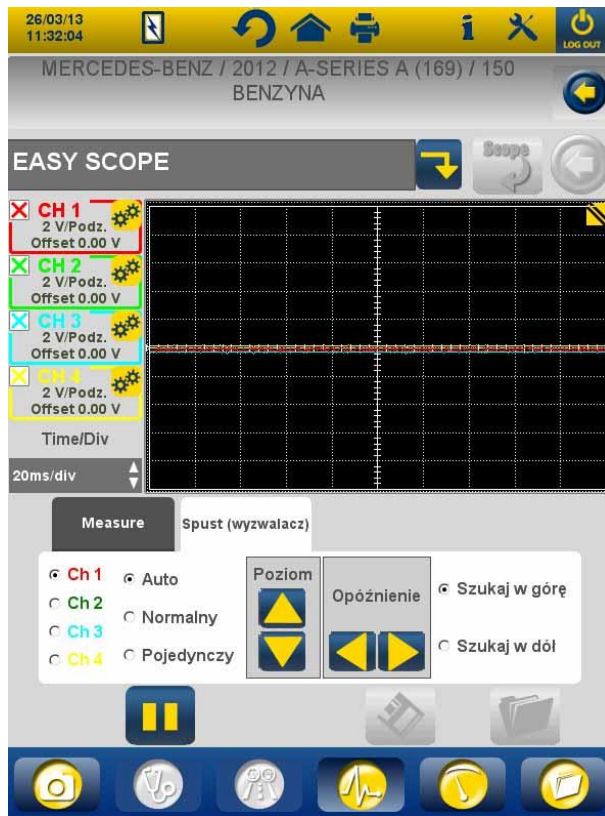 26/03/13
11:32:04
LOG OUT
MERCEDES-BENZ / 2012 / A-SERIES A (169) / 150
BENZYNA
EASY SCOPE
Scope
CH 1
2 V/Podz.
Offset 0.00 V
CH 2
2 V/Podz.
Offset 0.00 V
CH 3
2 V/Podz.
Offset 0.00 V
CH 4
2 V/Podz.
Offset 0.00 V
Time/Div
20ms/div
Measure
Spust (wyzwalacz)
Ch 1
Ch 2
Ch 3
Ch 4
Auto
Normalny
Pojedynczy
Poziom
Opóźnienie
Szukaj w górę
Szukaj w dół